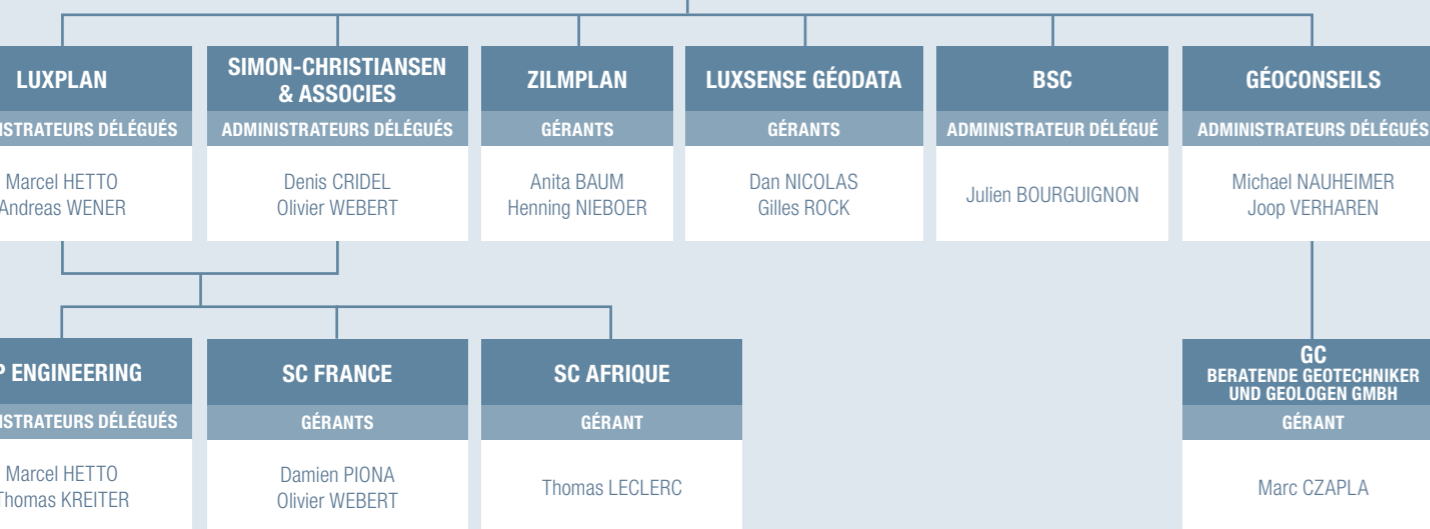 LUXPLAN
SIMON-CHRISTIANSEN
& ASSOCIES
ZILMPLAN
LUXSENSE GÉODATA
BSC
GÉOCONSEILS
ISTRATEURS DÉLÉGUÉS
ADMINISTRATEURS DÉLÉGUÉS
GÉRANTS
GÉRANTS
ADMINISTRATEUR DÉLÉGUÉ
ADMINISTRATEURS DÉLÉGUÉS
Marcel HETTO
Andreas WENER
Denis CRIDEL
Olivier WEBERT
Anita BAUM
Henning NIEBOER
Dan NICOLAS
Gilles ROCK
Julien BOURGUIGNON
Michael NAUHEIMER
Joop VERHAREN
P ENGINEERING
SC FRANCE
SC AFRIQUE
GC
BERATENDE GEOTECHNIKER
UND GEOLOGEN GMBH
ISTRATEURS DÉLÉGUÉS
GÉRANTS
GÉRANT
GÉRANT
Marcel HETTO
Thomas KREITER
Damien PIONA
Olivier WEBERT
Thomas LECLERC
Marc CZAPLA